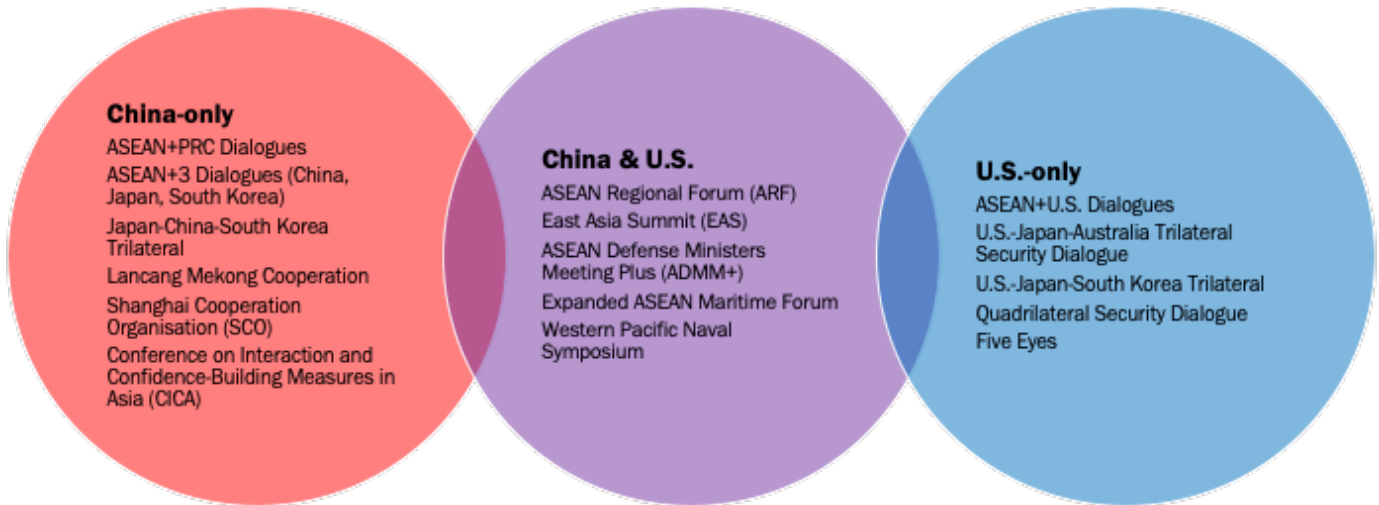 China-only
ASEAN+PRC Dialogues
ASEAN+3 Dialogues (China,
Japan, South Korea)
Japan-China-South Korea
Trilateral
Lancang Mekong Cooperation
Shanghai Cooperation
Organisation (SCO)
Conference on Interaction and
Confidence-Building Measures in
Asia (CICA)
China & U.S.
ASEAN Regional Forum (ARF)
East Asia Summit (EAS)
ASEAN Defense Ministers
Meeting Plus (ADMM+)
Expanded ASEAN Maritime Forum
Western Pacific Naval
Symposium
U.S.-only
ASEAN+U.S. Dialogues
U.S.-Japan-Australia Trilateral
Security Dialogue
U.S.-Japan-South Korea Trilateral
Quadrilateral Security Dialogue
Five Eyes